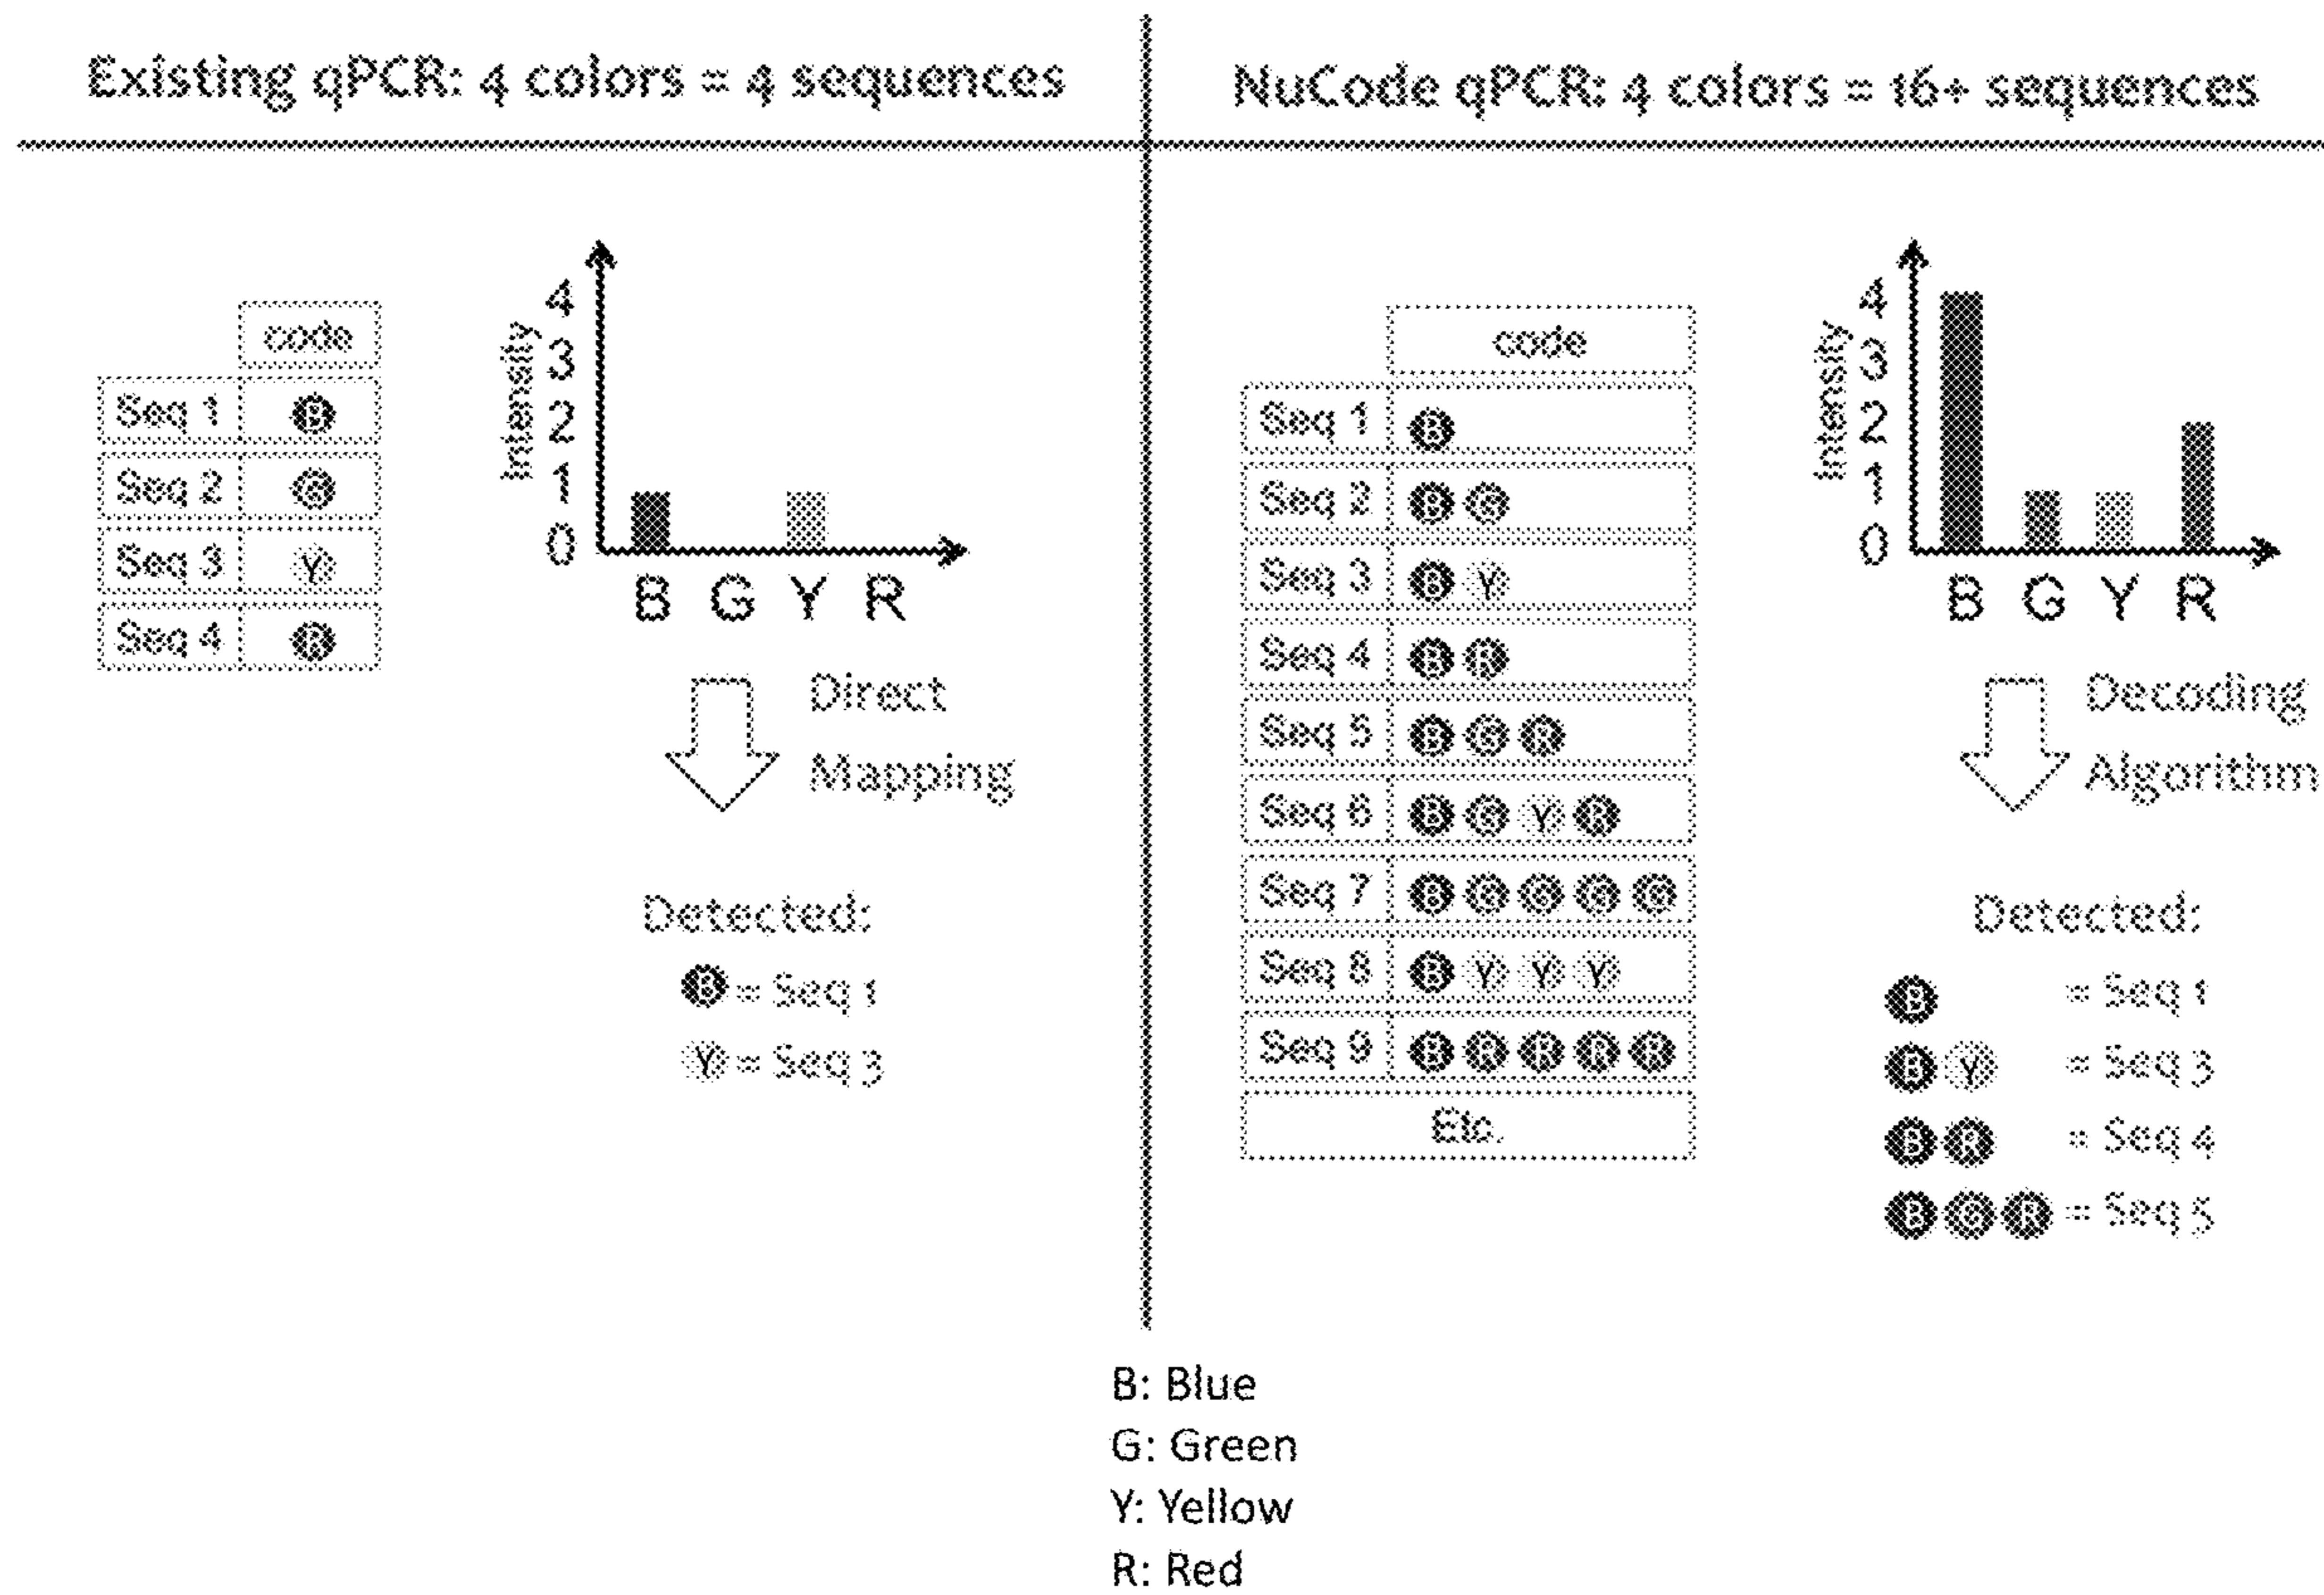 Existing qPCR: 4 colors = 4 sequences
code
Seq 1 B
Seq 2 G
Seq 3 Y
Seq 4 R
Intensity
4
3
2
1
0
B G Y R
Direct
Mapping
Detected:
B = Seq 1
Y = Seq 3
NuCode qPCR: 4 colors = 16+ sequences
code
Seq 1 B
Seq 2 B G
Seq 3 B Y
Seq 4 B R
Seq 5 B G R
Seq 6 B G Y R
Seq 7 B G G G G
Seq 8 B Y Y Y
Seq 9 B R R R R
Etc.
Intensity
4
3
2
1
0
B G Y R
Decoding
Algorithm
Detected:
B = Seq 1
B Y = Seq 3
B R = Seq 4
B G R = Seq 5
B: Blue
G: Green
Y: Yellow
R: Red